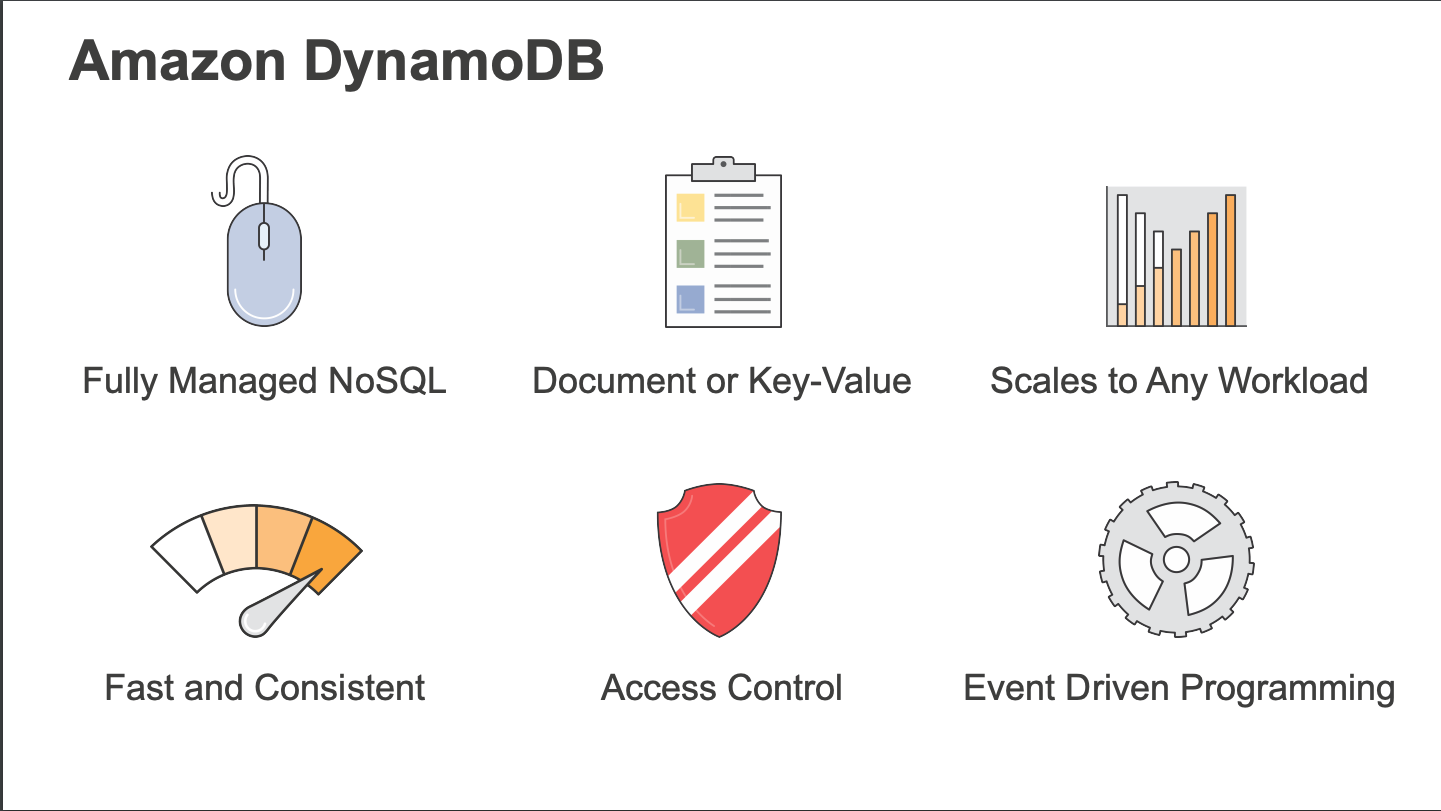 Amazon DynamoDB
Fully Managed NoSQL
Document or Key-Value
Scales to Any Workload
Fast and Consistent
Access Control
Event Driven Programming